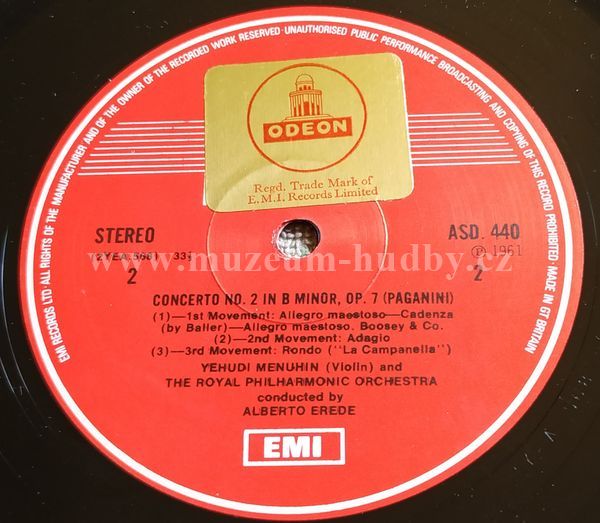 EMI RECORDS LTD · ALL RIGHTS OF THE MANUFACTURER AND OF THE OWNER OF THE RECORDED WORK RESERVED · UNAUTHORISED PUBLIC PERFORMANCE BROADCASTING AND COPYING OF THIS RECORD PROHIBITED · MADE IN GT BRITAIN
ODEON
Regd. Trade Mark of
E.M.I. Records Limited
STEREO
ASD. 440
℗ 1961
2
2
www.muzeum-hudby.cz
CONCERTO NO. 2 IN B MINOR, OP. 7 (PAGANINI)
(1)—1st Movement: Allegro maestoso—Cadenza
(by Baller)—Allegro maestoso. Boosey & Co.
(2)—2nd Movement: Adagio
(3)—3rd Movement: Rondo ("La Campanella")
YEHUDI MENUHIN (Violin) and
THE ROYAL PHILHARMONIC ORCHESTRA
conducted by
ALBERTO EREDE
EMI